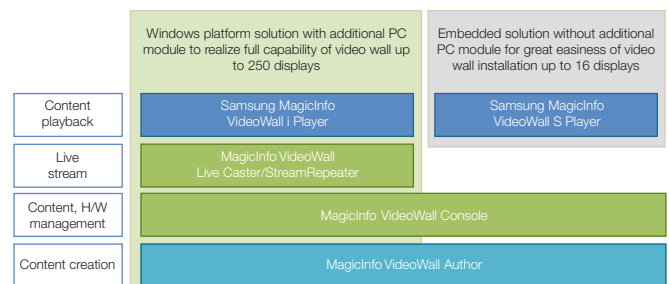 Windows platform solution with additional PC
module to realize full capability of video wall up
to 250 displays
Embedded solution without additional
PC module for great easiness of video
wall installation up to 16 displays
Content
playback
Samsung MagicInfo
VideoWall i Player
Samsung MagicInfo
VideoWall S Player
Live
stream
MagicInfo VideoWall
Live Caster/StreamRepeater
Content, H/W
management
MagicInfo VideoWall Console
Content creation
MagicInfo VideoWall Author